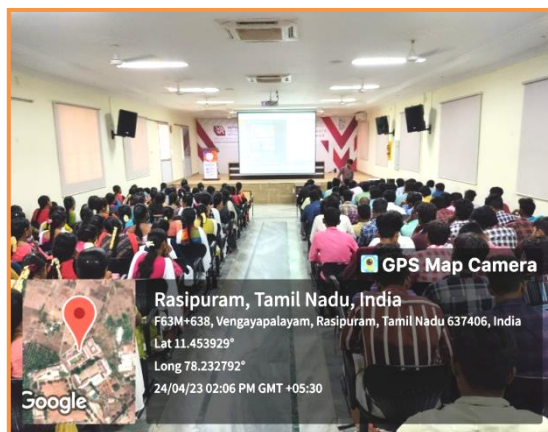 GPS Map Camera
Rasipuram, Tamil Nadu, India
F63M+638, Vengayapalayam, Rasipuram, Tamil Nadu 637406, India
Lat 11.453929°
Long 78.232792°
24/04/23 02:06 PM GMT +05:30
Google